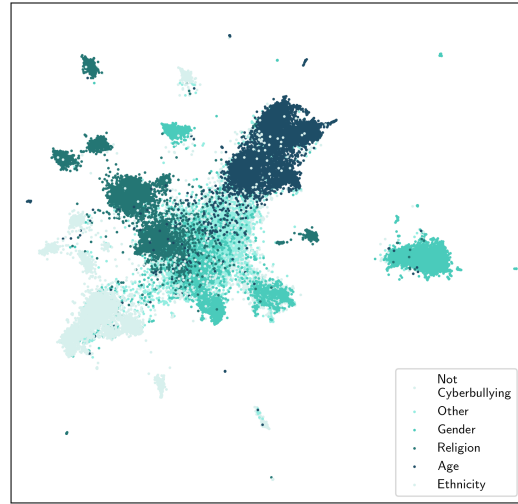 Not
Cyberbullying
Other
Gender
Religion
Age
Ethnicity